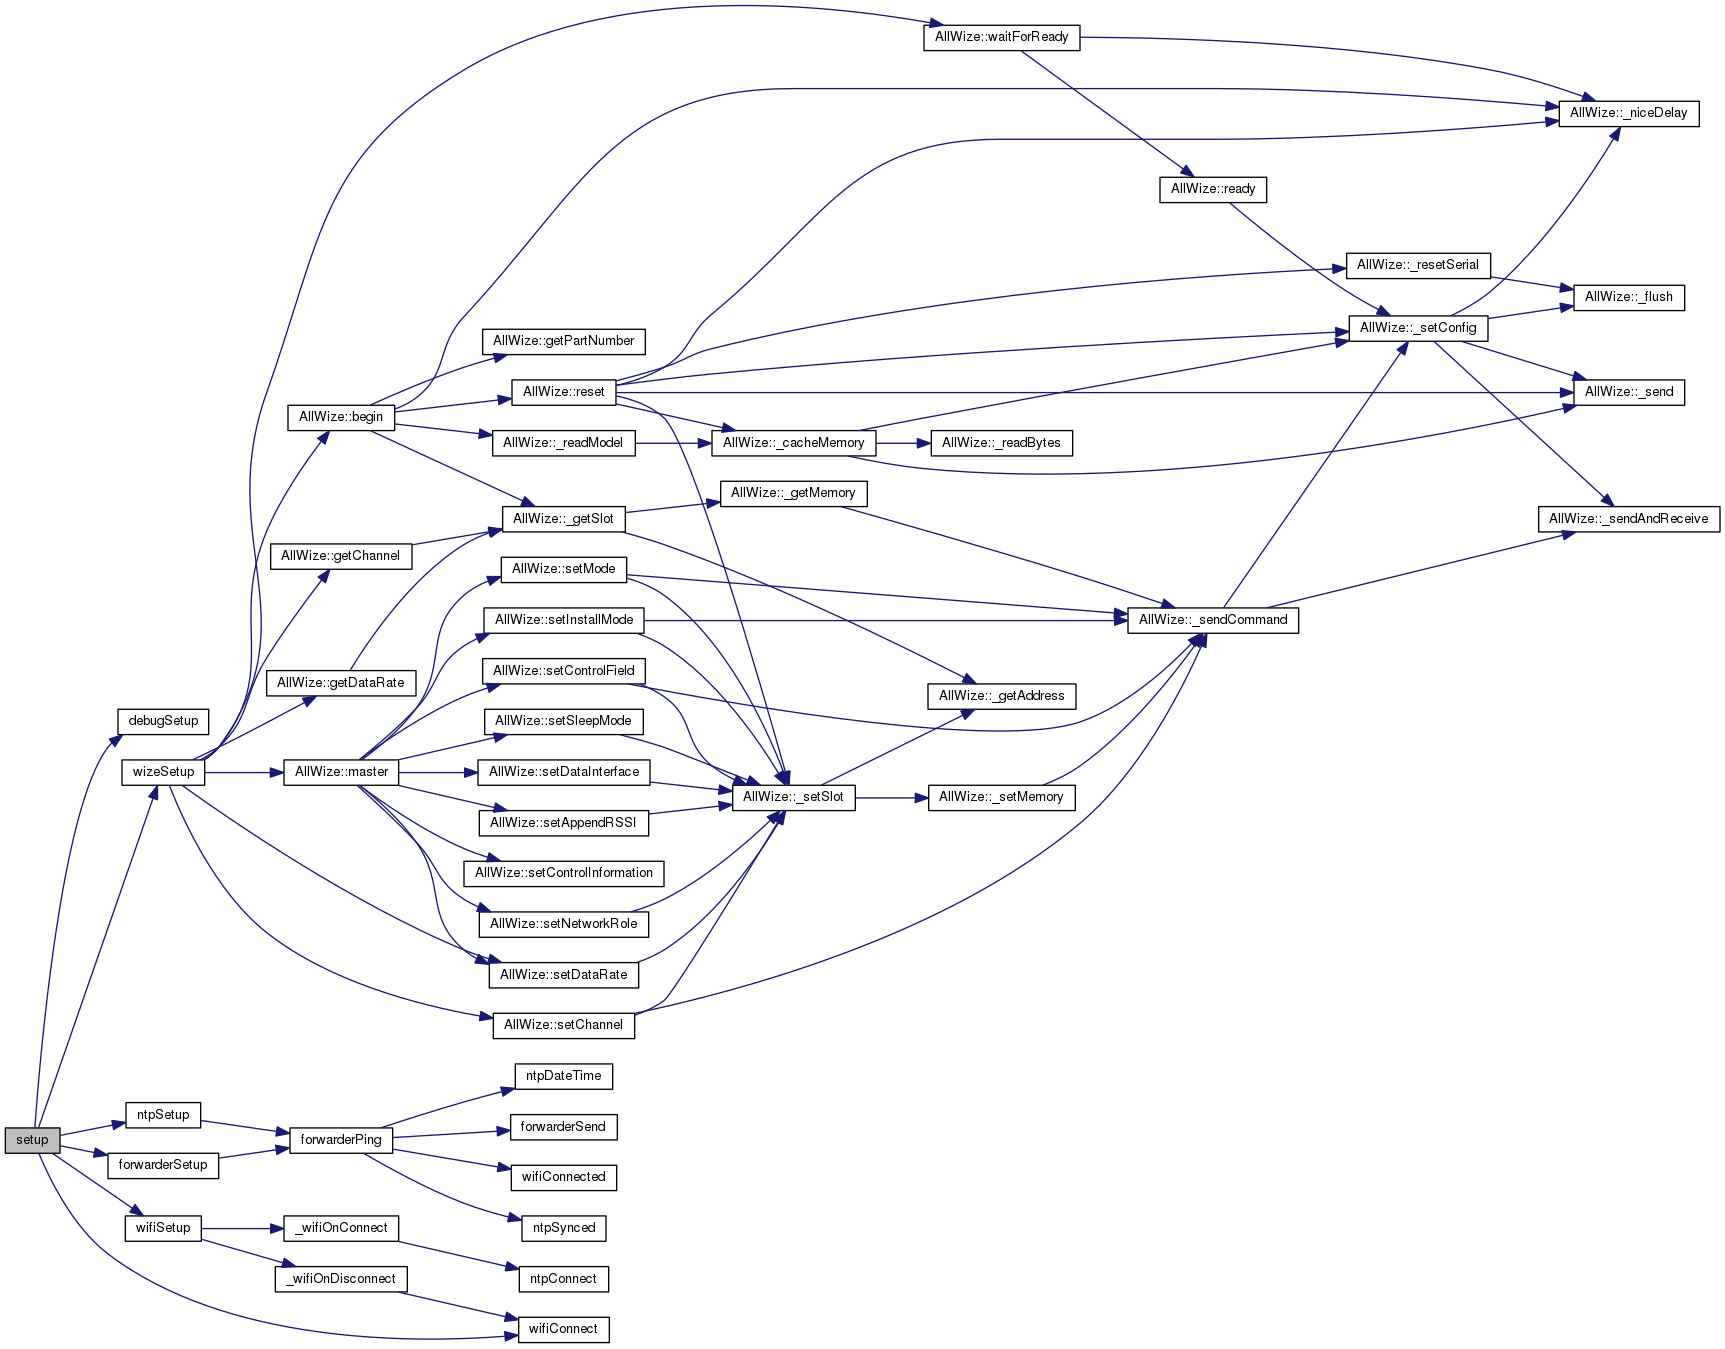 AllWize::waitForReady
AllWize::_niceDelay
AllWize::ready
AllWize::_resetSerial
AllWize::_flush
AllWize::_setConfig
AllWize::getPartNumber
AllWize::reset
AllWize::_send
AllWize::begin
AllWize::_readModel
AllWize::_cacheMemory
AllWize::_readBytes
AllWize::_getMemory
AllWize::_getSlot
AllWize::_sendAndReceive
AllWize::getChannel
AllWize::setMode
AllWize::setInstallMode
AllWize::_sendCommand
AllWize::setControlField
AllWize::getDataRate
AllWize::_getAddress
debugSetup
AllWize::setSleepMode
wizeSetup
AllWize::master
AllWize::setDataInterface
AllWize::_setSlot
AllWize::_setMemory
AllWize::setAppendRSSI
AllWize::setControlInformation
AllWize::setNetworkRole
AllWize::setDataRate
AllWize::setChannel
ntpDateTime
ntpSetup
forwarderSend
setup
forwarderPing
forwarderSetup
wifiConnected
wifiSetup
_wifiOnConnect
ntpSynced
_wifiOnDisconnect
ntpConnect
wifiConnect